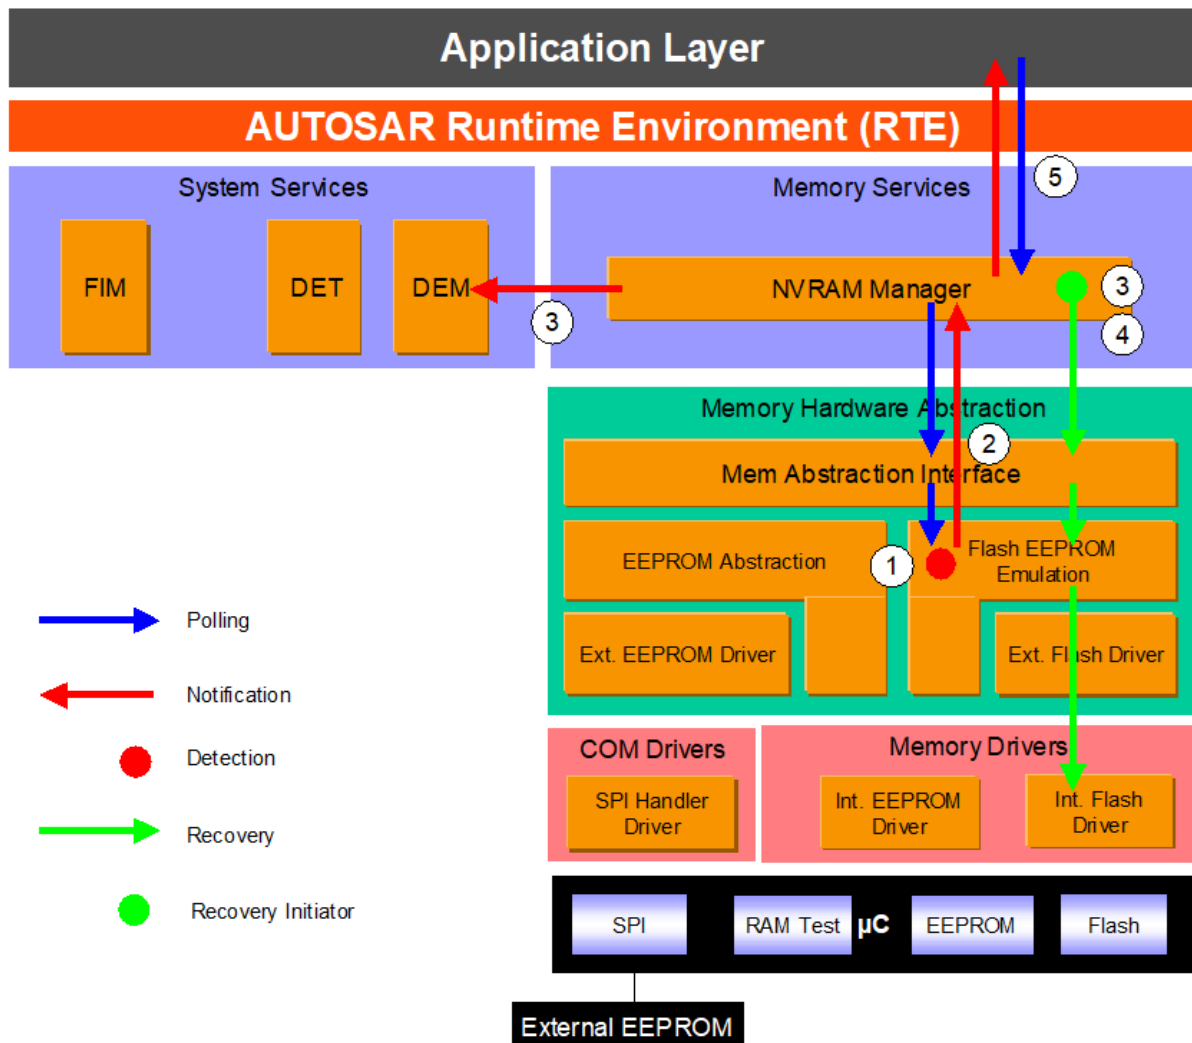 Application Layer
AUTOSAR Runtime Environment (RTE)
System Services
Memory Services
5
FIM
DET
DEM
NVRAM Manager
3
3
4
Memory Hardware Abstraction
2
Mem Abstraction Interface
EEPROM Abstraction
1
Flash EEPROM
Emulation
Ext. EEPROM Driver
Ext. Flash Driver
Polling
Notification
Detection
Recovery
Recovery Initiator
COM Drivers
Memory Drivers
SPI Handler
Driver
Int. EEPROM
Driver
Int. Flash
Driver
SPI
RAM Test
µC
EEPROM
Flash
External EEPROM